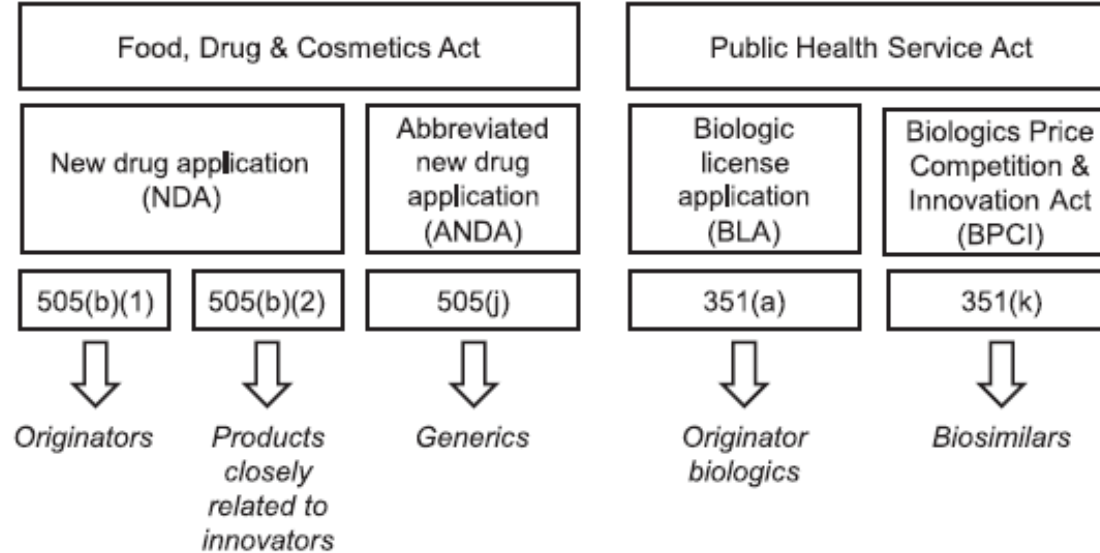 Food, Drug & Cosmetics Act
Public Health Service Act
New drug application
(NDA)
Abbreviated
new drug
application
(ANDA)
Biologic
license
application
(BLA)
Biologics Price
Competition &
Innovation Act
(BPCI)
505(b)(1)
505(b)(2)
505(j)
351(a)
351(k)
Originators
Products
closely
related to
innovators
Generics
Originator
biologics
Biosimilars